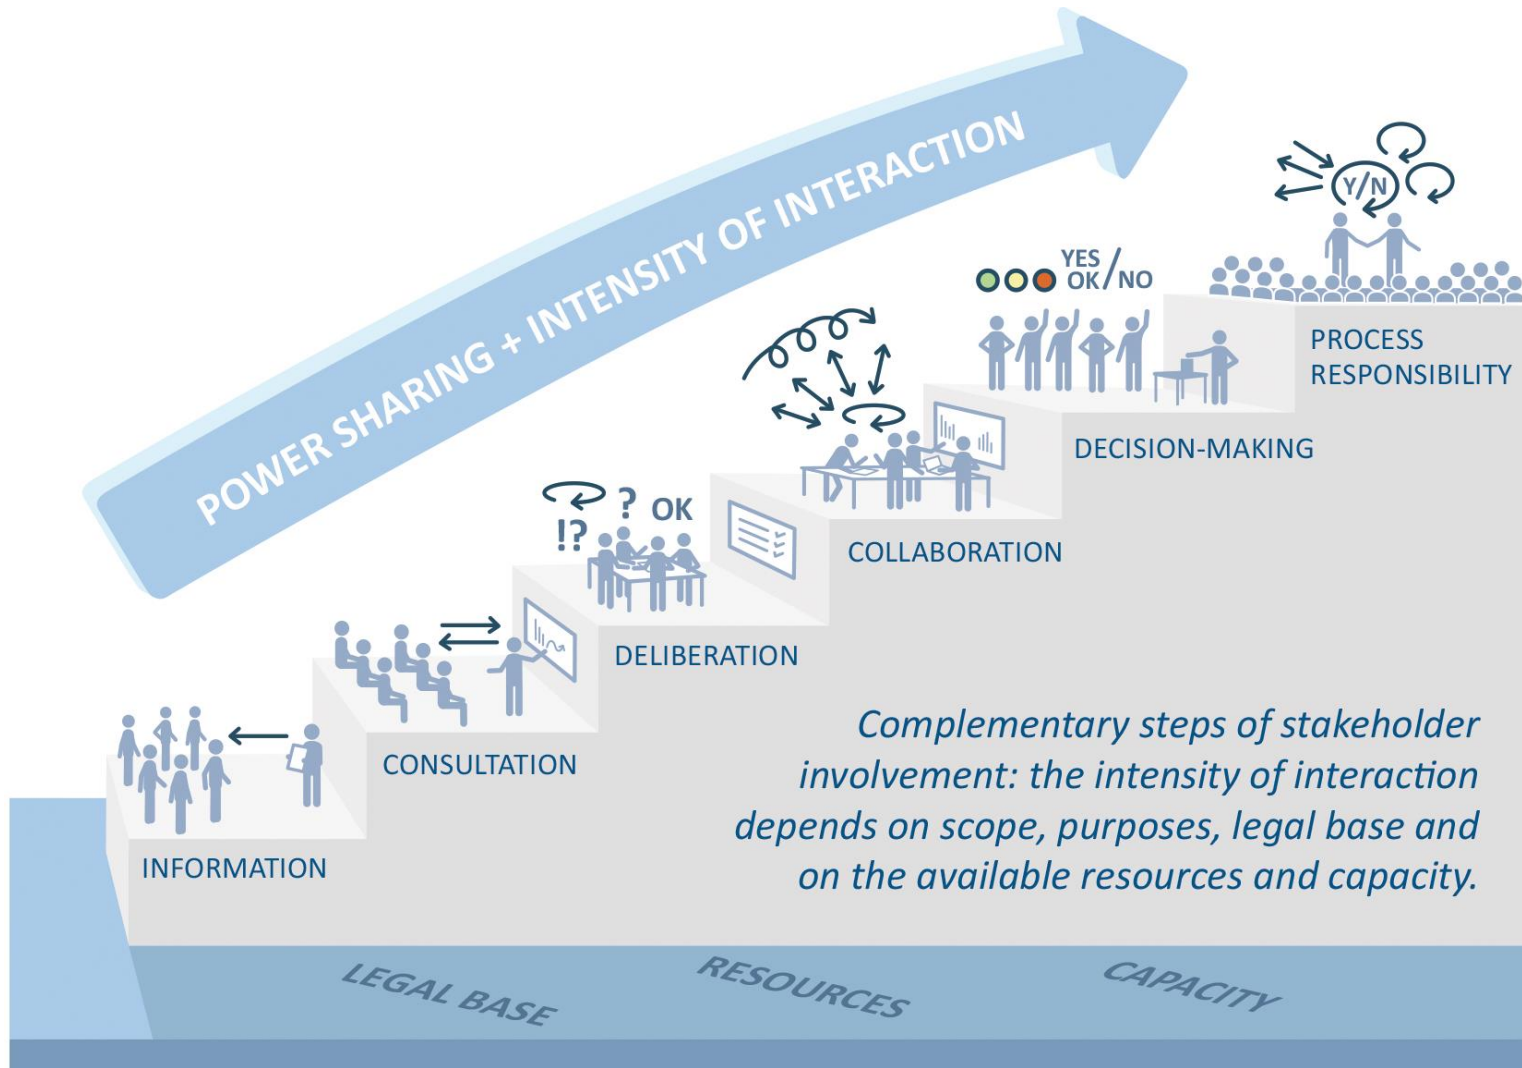 POWER SHARING + INTENSITY OF INTERACTION
Y/N
YES
OK/NO
PROCESS
RESPONSIBILITY
DECISION-MAKING
COLLABORATION
? OK
!?
DELIBERATION
CONSULTATION
INFORMATION
Complementary steps of stakeholder
involvement: the intensity of interaction
depends on scope, purposes, legal base and
on the available resources and capacity.
LEGAL BASE
RESOURCES
CAPACITY